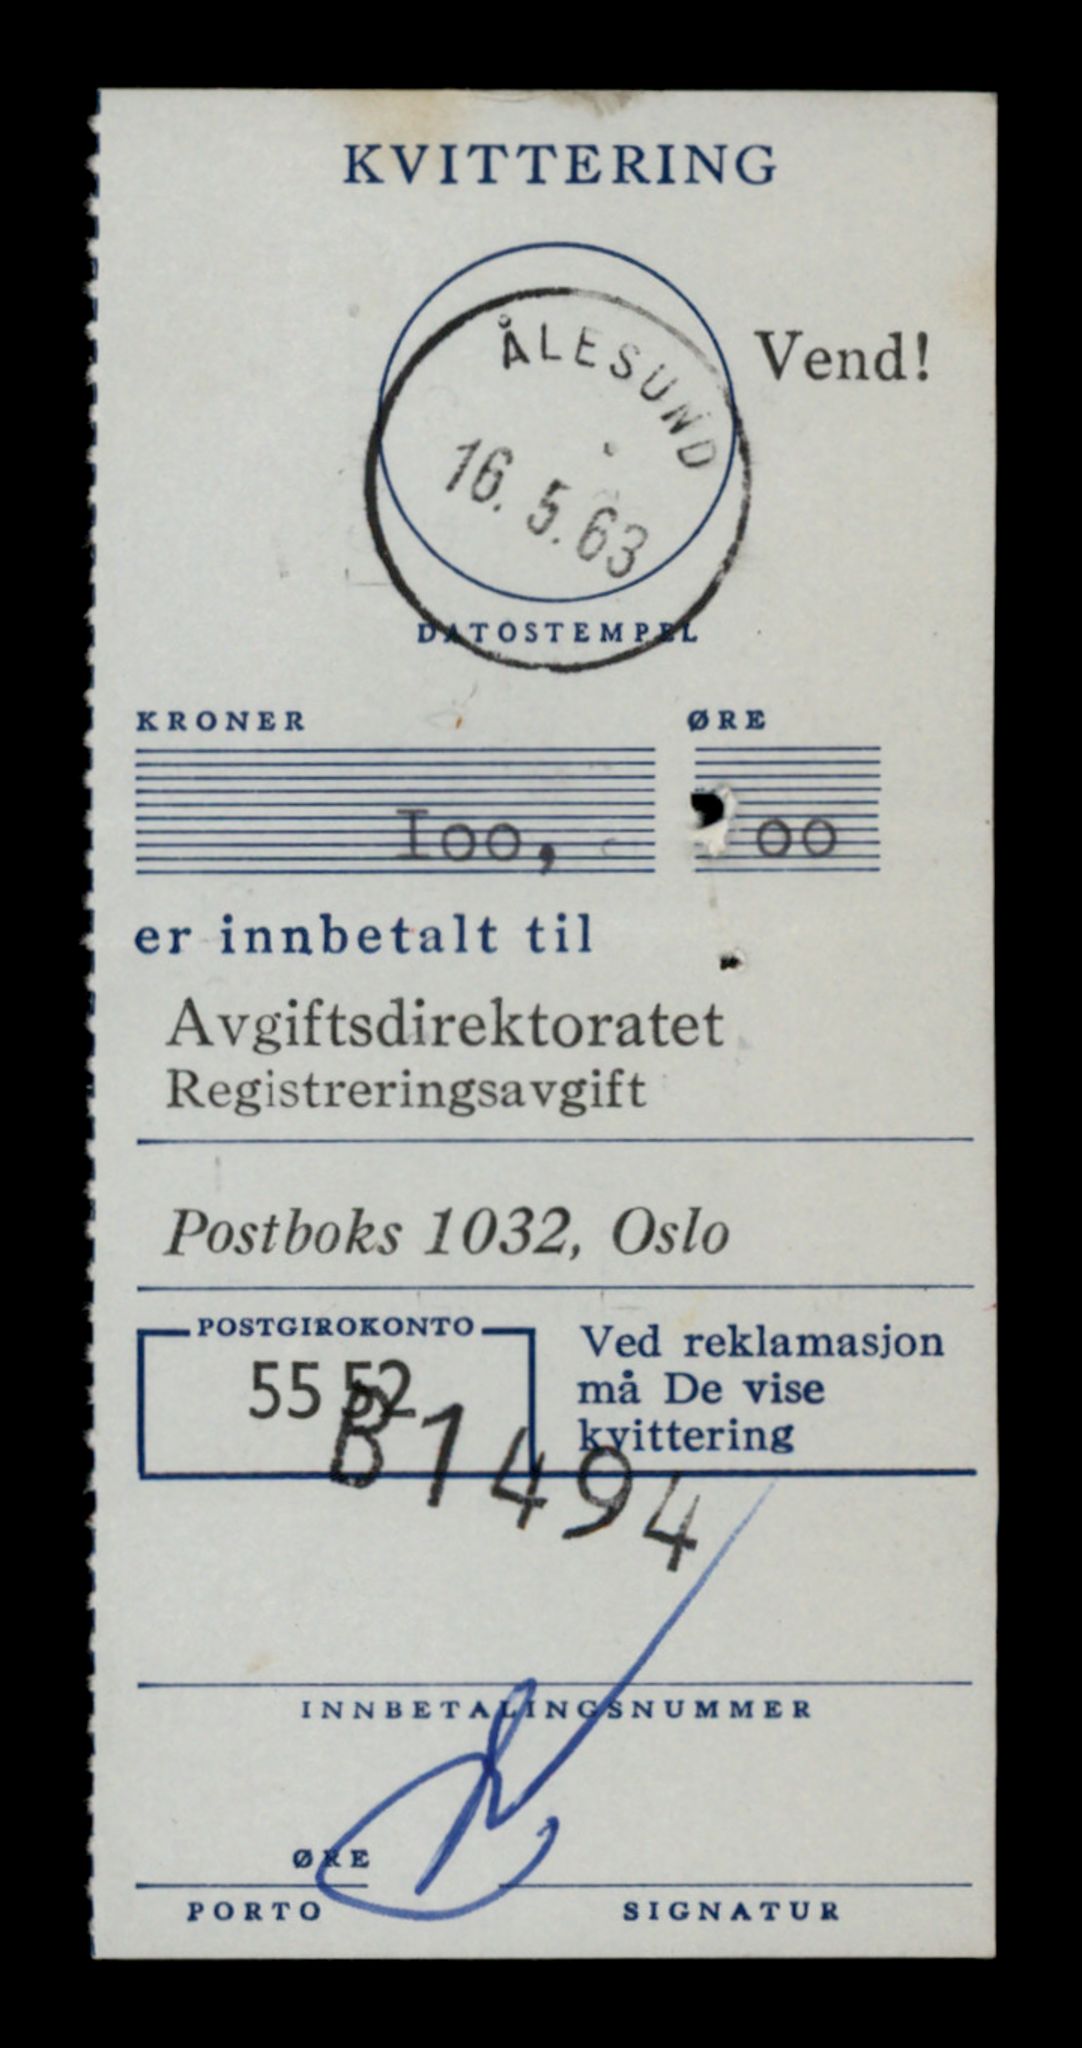 KVITTERING
ÅLESUND
Vend!
16.5.63
DATOSTEMPEL
KRONER ØRE
Ioo, oo
er innbetalt til
Avgiftsdirektoratet
Registreringsavgift
Postboks 1032, Oslo
POSTGIROKONTO
55 52
Ved reklamasjon
må De vise
kvittering
B1494
INNBETALINGSNUMMER
ØRE
PORTO SIGNATUR